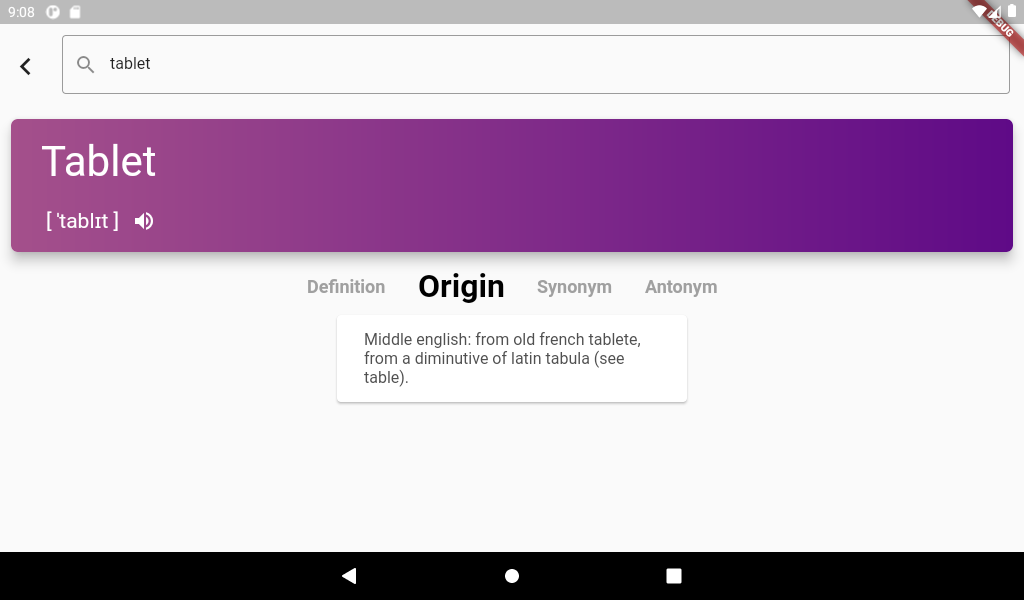 9:08
DEBUG
tablet
Tablet
[ ˈtablɪt ]
Definition Origin Synonym Antonym
Middle english: from old french tablete,
from a diminutive of latin tabula (see
table).